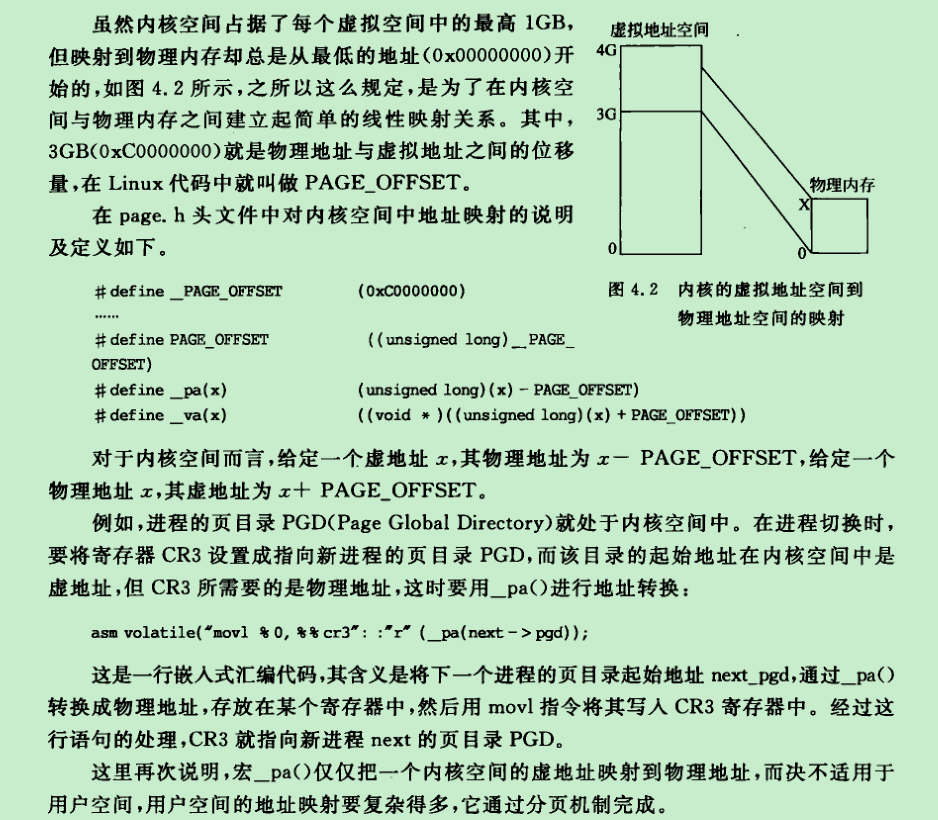 虽然内核空间占据了每个虚拟空间中的最高 1GB,
但映射到物理内存却总是从最低的地址(0x00000000)开
始的,如图 4.2 所示,之所以这么规定,是为了在内核空
间与物理内存之间建立起简单的线性映射关系。其中,
3GB(0xC0000000)就是物理地址与虚拟地址之间的位移
量,在 Linux 代码中就叫做 PAGE_OFFSET。
在 page.h 头文件中对内核空间中地址映射的说明
及定义如下。
虚拟地址空间
4G
3G
0
物理内存
X
0
图 4.2 内核的虚拟地址空间到
物理地址空间的映射
#define __PAGE_OFFSET (0xC0000000)
……
#define PAGE_OFFSET ((unsigned long)__PAGE_
OFFSET)
#define __pa(x) (unsigned long)(x) - PAGE_OFFSET)
#define __va(x) ((void * )((unsigned long)(x) + PAGE_OFFSET))
对于内核空间而言,给定一个虚地址 x,其物理地址为 x－ PAGE_OFFSET,给定一个
物理地址 x,其虚地址为 x＋ PAGE_OFFSET。
例如,进程的页目录 PGD(Page Global Directory)就处于内核空间中。在进程切换时,
要将寄存器 CR3 设置成指向新进程的页目录 PGD,而该目录的起始地址在内核空间中是
虚地址,但 CR3 所需要的是物理地址,这时要用__pa()进行地址转换:
asm volatile("movl %0, %%cr3": :"r" (__pa(next->pgd));
这是一行嵌入式汇编代码,其含义是将下一个进程的页目录起始地址 next_pgd,通过__pa()
转换成物理地址,存放在某个寄存器中,然后用 movl 指令将其写入 CR3 寄存器中。经过这
行语句的处理,CR3 就指向新进程 next 的页目录 PGD。
这里再次说明,宏__pa()仅仅把一个内核空间的虚地址映射到物理地址,而决不适用于
用户空间,用户空间的地址映射要复杂得多,它通过分页机制完成。